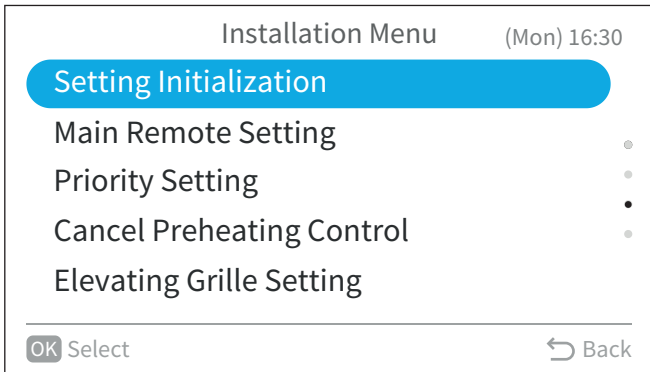 Installation Menu (Mon) 16:30
Setting Initialization
Main Remote Setting
Priority Setting
Cancel Preheating Control
Elevating Grille Setting
OK Select Back